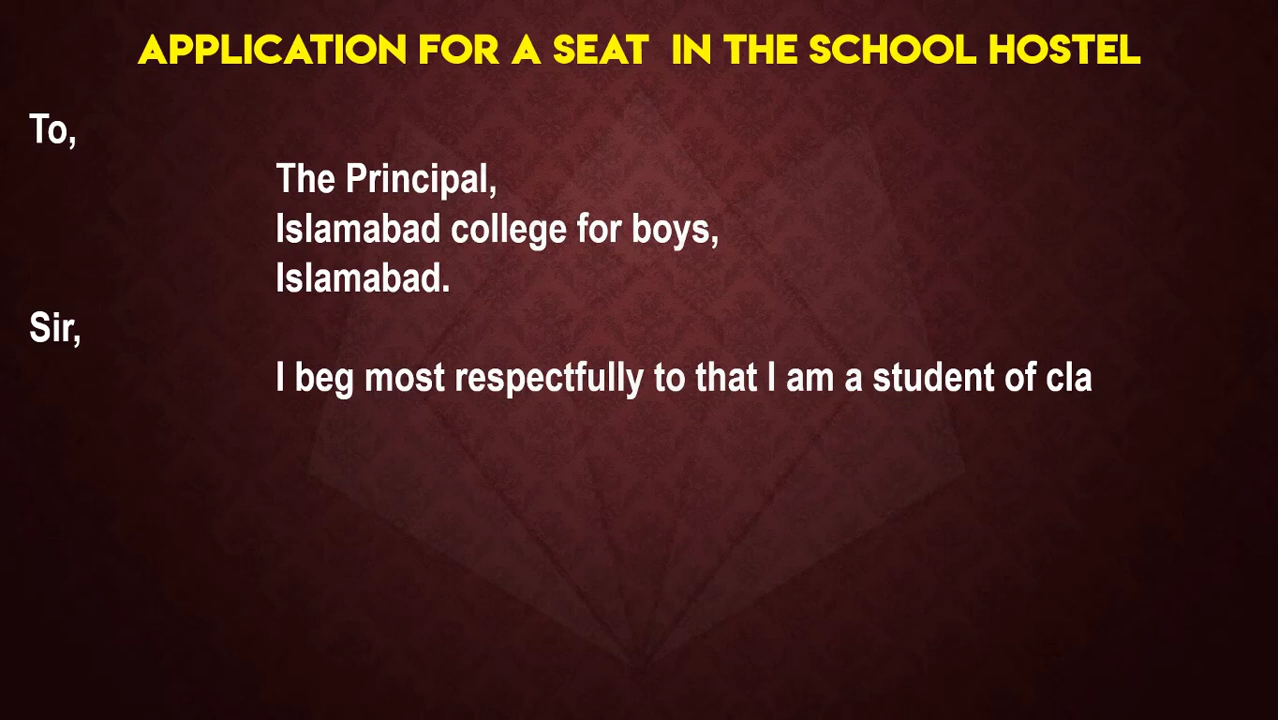 APPLICATION FOR A SEAT IN THE SCHOOL HOSTEL
To,
The Principal,
Islamabad college for boys,
Islamabad.
Sir,
I beg most respectfully to that I am a student of cla